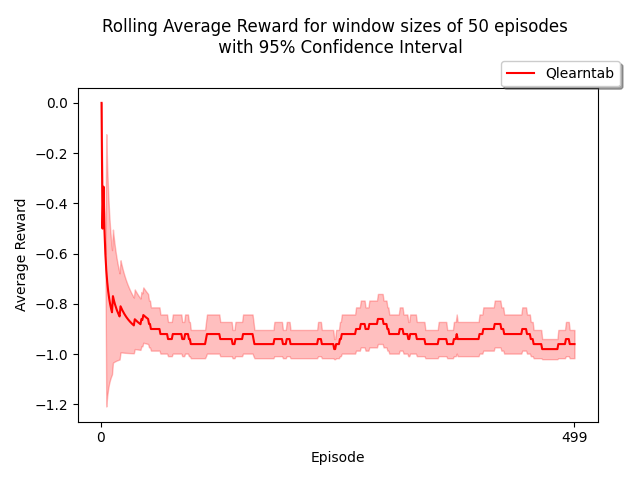 Rolling Average Reward for window sizes of 50 episodes
with 95% Confidence Interval
Qlearntab
0.0
−0.2
−0.4
−0.6
−0.8
−1.0
−1.2
Average Reward
0
499
Episode